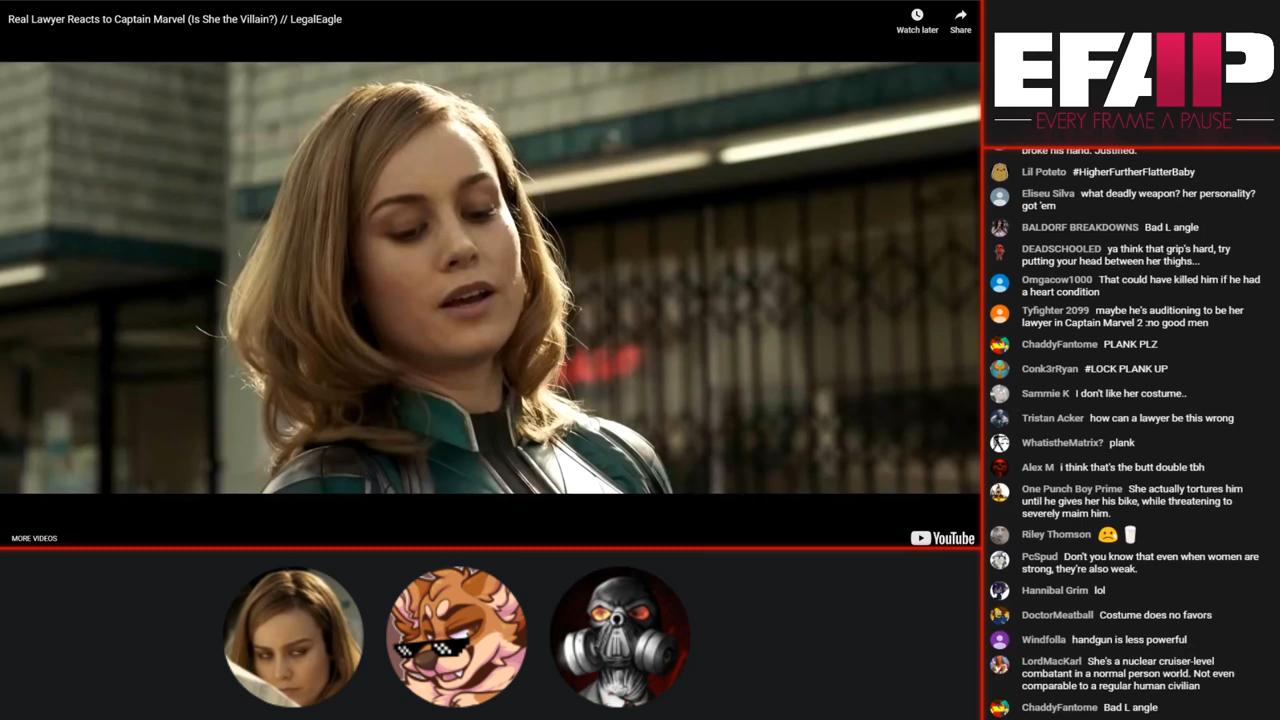 Real Lawyer Reacts to Captain Marvel (Is She the Villain?) // LegalEagle
Watch later
Share
MORE VIDEOS
YouTube
EFAP
EVERY FRAME A PAUSE
broke his hand. Justified.
Lil Poteto #HigherFurtherFlatterBaby
Eliseu Silva what deadly weapon? her personality?
got 'em
BALDORF BREAKDOWNS Bad L angle
DEADSCHOOLED ya think that grip's hard, try
putting your head between her thighs...
Omgacow1000 That could have killed him if he had
a heart condition
Tyfighter 2099 maybe he's auditioning to be her
lawyer in Captain Marvel 2 :no good men
ChaddyFantome PLANK PLZ
Conk3rRyan #LOCK PLANK UP
Sammie K I don't like her costume..
Tristan Acker how can a lawyer be this wrong
WhatistheMatrix? plank
Alex M i think that's the butt double tbh
One Punch Boy Prime She actually tortures him
until he gives her his bike, while threatening to
severely maim him.
Riley Thomson
PcSpud Don't you know that even when women are
strong, they're also weak.
Hannibal Grim lol
DoctorMeatball Costume does no favors
Windfolla handgun is less powerful
LordMacKarl She's a nuclear cruiser-level
combatant in a normal person world. Not even
comparable to a regular human civilian
ChaddyFantome Bad L angle